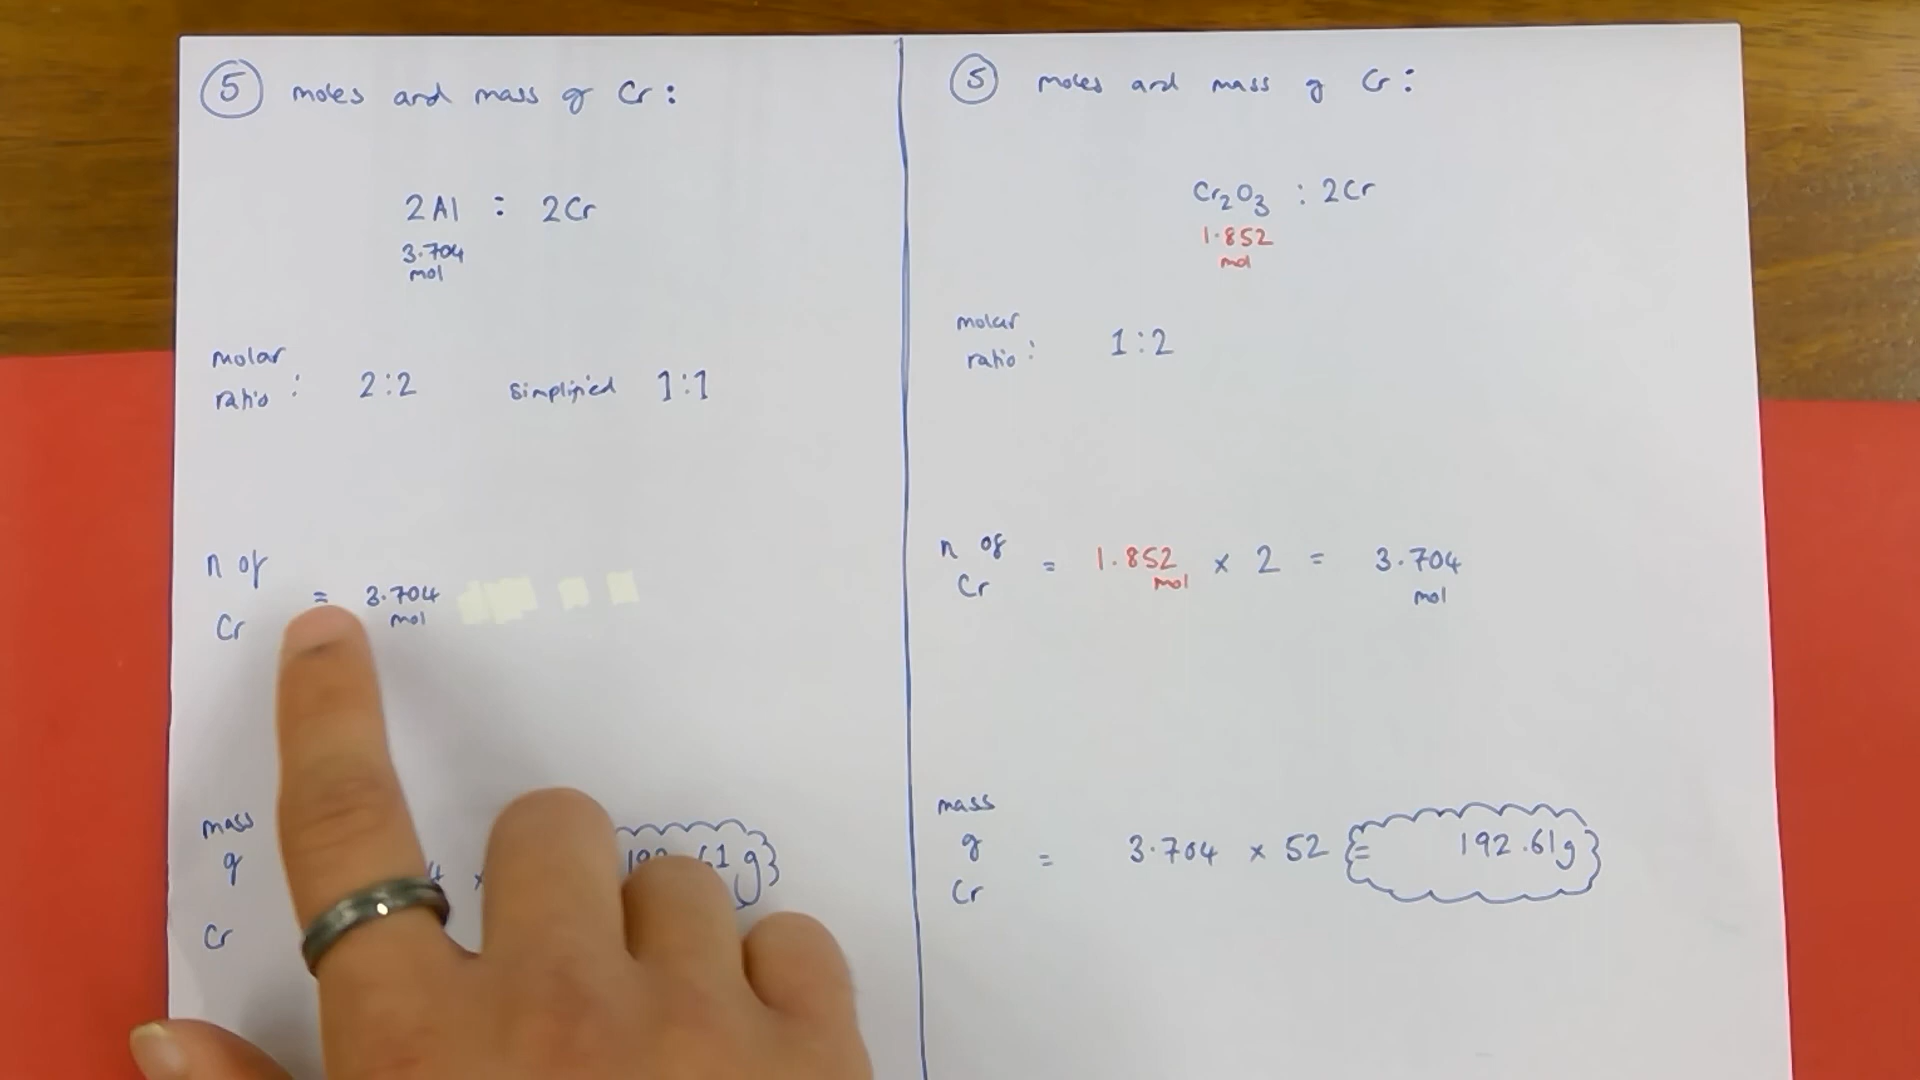 5 moles and mass of Cr:
2Al : 2Cr
3.704
mol
molar
ratio: 2:2 simplified 1:1
n of
Cr = 3.704
mol
mass
of
Cr
4 ×
61g
5 moles and mass of Cr:
Cr₂O₃ : 2Cr
1.852
mol
molar
ratio: 1:2
n of
Cr = 1.852 mol × 2 = 3.704
mol
mass
of
Cr = 3.704 × 52 = 192.61g